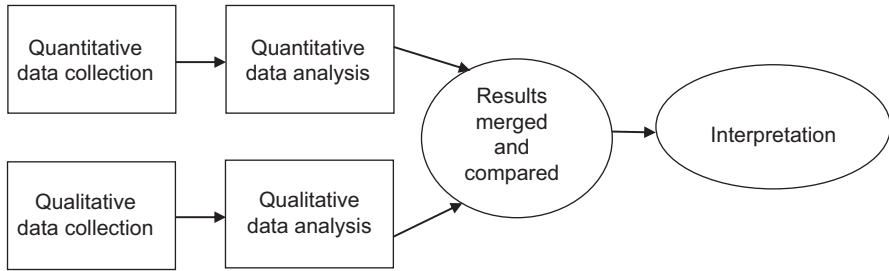 Quantitative
data collection
Quantitative
data analysis
Results
merged
and
compared
Interpretation
Qualitative
data collection
Qualitative
data analysis